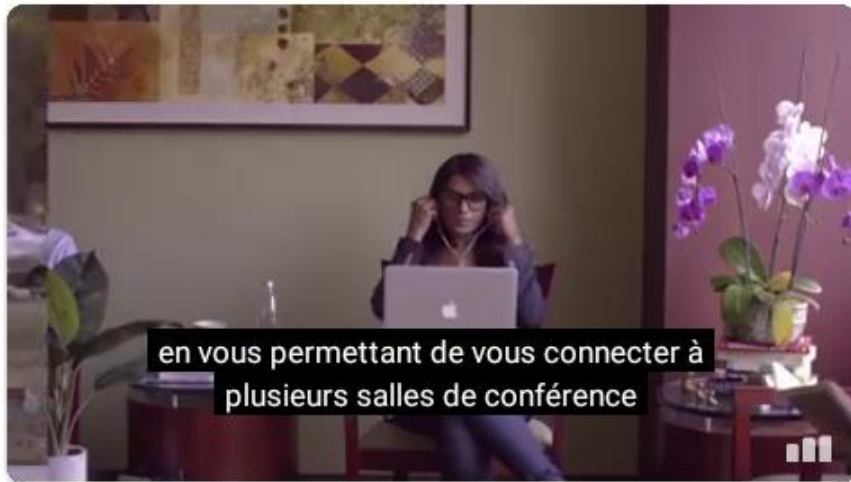 en vous permettant de vous connecter à
plusieurs salles de conférence